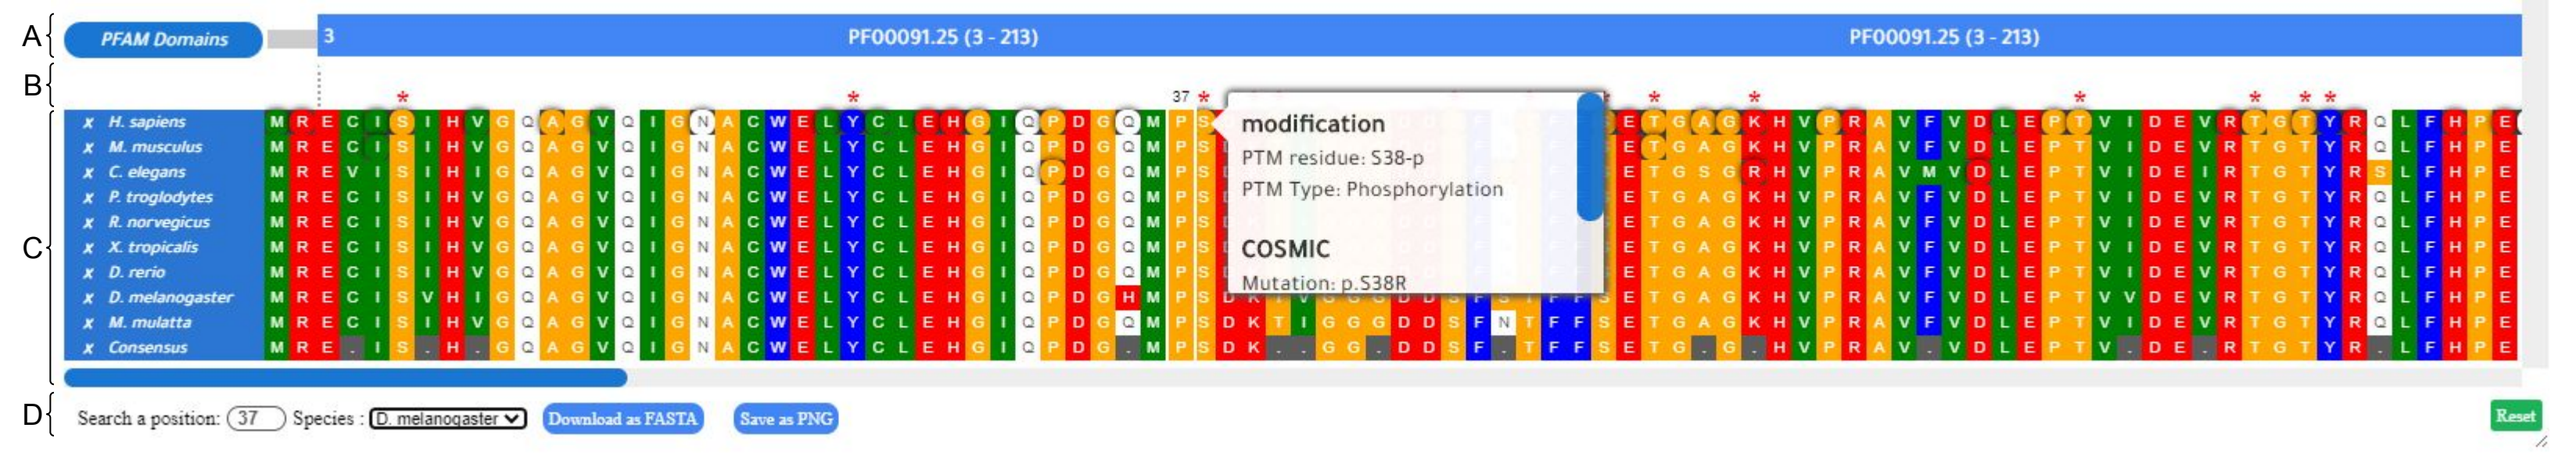 A PFAM Domains 3 PF00091.25 (3 - 213) PF00091.25 (3 - 213)
B * * 37 * * * * * * *
C
x H. sapiens M R E C I S I H V G Q A G V Q I G N A C W E L Y C L E H G I Q P D G Q M P S E T G A G K H V P R A V F V D L E P T V I D E V R T G T Y R Q L F H P E
x M. musculus M R E C I S I H V G Q A G V Q I G N A C W E L Y C L E H G I Q P D G Q M P S E T G A G K H V P R A V F V D L E P T V I D E V R T G T Y R Q L F H P E
x C. elegans M R E V I S I H I G Q A G V Q I G N A C W E L Y C L E H G I Q P D G Q M P S E T G S G R H V P R A V M V D L E P T V I D E I R T G T Y R S L F H P E
x P. troglodytes M R E C I S I H V G Q A G V Q I G N A C W E L Y C L E H G I Q P D G Q M P S E T G A G K H V P R A V F V D L E P T V I D E V R T G T Y R Q L F H P E
x R. norvegicus M R E C I S I H V G Q A G V Q I G N A C W E L Y C L E H G I Q P D G Q M P S E T G A G K H V P R A V F V D L E P T V I D E V R T G T Y R Q L F H P E
x X. tropicalis M R E C I S I H V G Q A G V Q I G N A C W E L Y C L E H G I Q P D G Q M P S E T G A G K H V P R A V F V D L E P T V I D E V R T G T Y R Q L F H P E
x D. rerio M R E C I S I H V G Q A G V Q I G N A C W E L Y C L E H G I Q P D G Q M P S E T G A G K H V P R A V F V D L E P T V I D E V R T G T Y R Q L F H P E
x D. melanogaster M R E C I S V H I G Q A G V Q I G N A C W E L Y C L E H G I Q P D G H M P S D K T V G G G D D S F S T F F S E T G A G K H V P R A V F V D L E P T V V D E V R T G T Y R Q L F H P E
x M. mulatta M R E C I S I H V G Q A G V Q I G N A C W E L Y C L E H G I Q P D G Q M P S D K T I G G G D D S F N T F F S E T G A G K H V P R A V F V D L E P T V I D E V R T G T Y R Q L F H P E
x Consensus M R E . I S . H . G Q A G V Q I G N A C W E L Y C L E H G I Q P D G . M P S D K . . G G . D D S F . T F F S E T G . G . H V P R A V . V D L E P T V . D E . R T G T Y R . L F H P E
modification
PTM residue: S38-p
PTM Type: Phosphorylation
COSMIC
Mutation: p.S38R
D Search a position: 37 Species : D. melanogaster Download as FASTA Save as PNG Reset